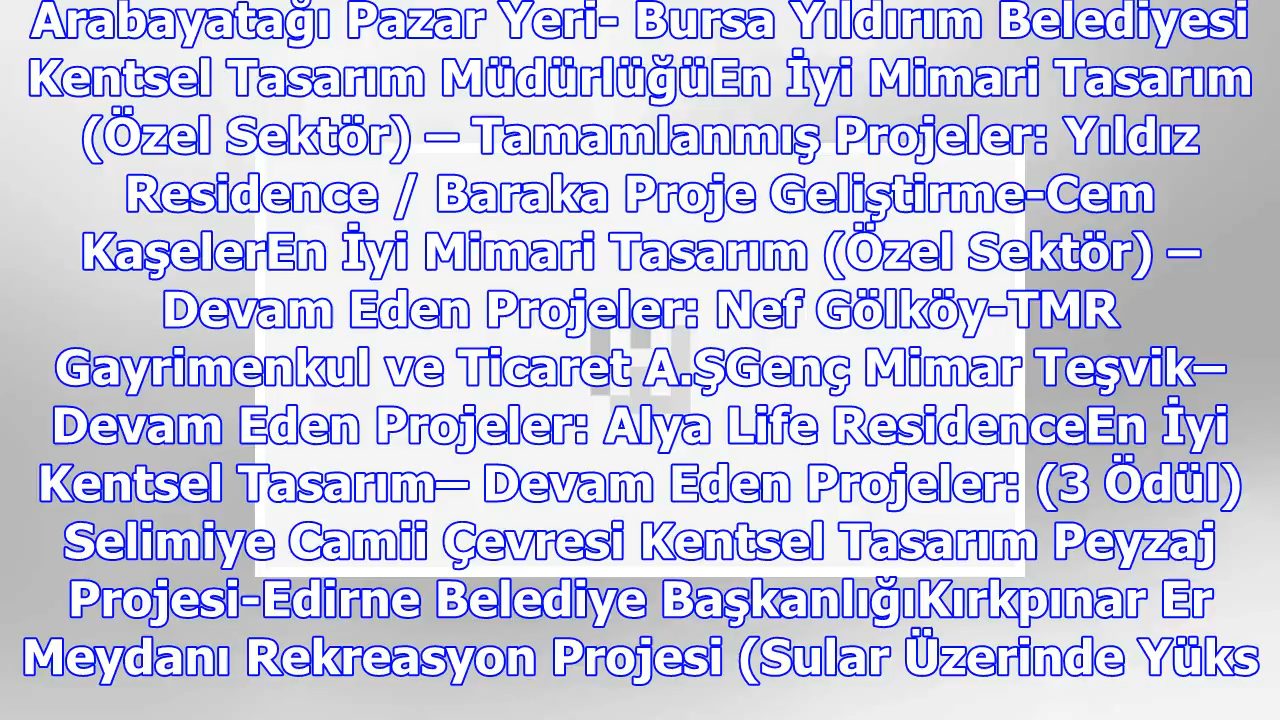 Arabayatağı Pazar Yeri- Bursa Yıldırım Belediyesi
Kentsel Tasarım MüdürlüğüEn İyi Mimari Tasarım
(Özel Sektör) – Tamamlanmış Projeler: Yıldız
Residence / Baraka Proje Geliştirme-Cem
KaşelerEn İyi Mimari Tasarım (Özel Sektör) –
Devam Eden Projeler: Nef Gölköy-TMR
Gayrimenkul ve Ticaret A.ŞGenç Mimar Teşvik–
Devam Eden Projeler: Alya Life ResidenceEn İyi
Kentsel Tasarım– Devam Eden Projeler: (3 Ödül)
Selimiye Camii Çevresi Kentsel Tasarım Peyzaj
Projesi-Edirne Belediye BaşkanlığıKırkpınar Er
Meydanı Rekreasyon Projesi (Sular Üzerinde Yüks